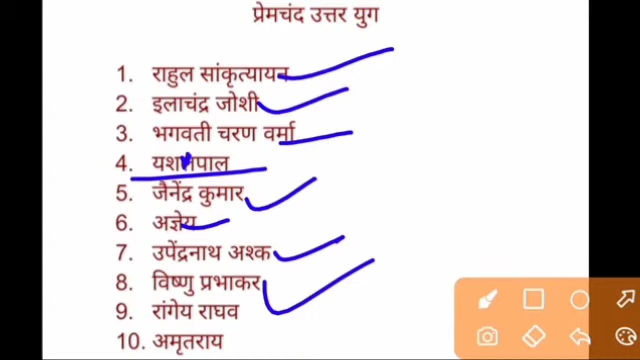 प्रेमचंद उत्तर युग
1. राहुल सांकृत्यायन
2. इलाचंद्र जोशी
3. भगवती चरण वर्मा
4. यशपाल
5. जैनेंद्र कुमार
6. अज्ञेय
7. उपेंद्रनाथ अश्क
8. विष्णु प्रभाकर
9. रांगेय राघव
10. अमृतराय